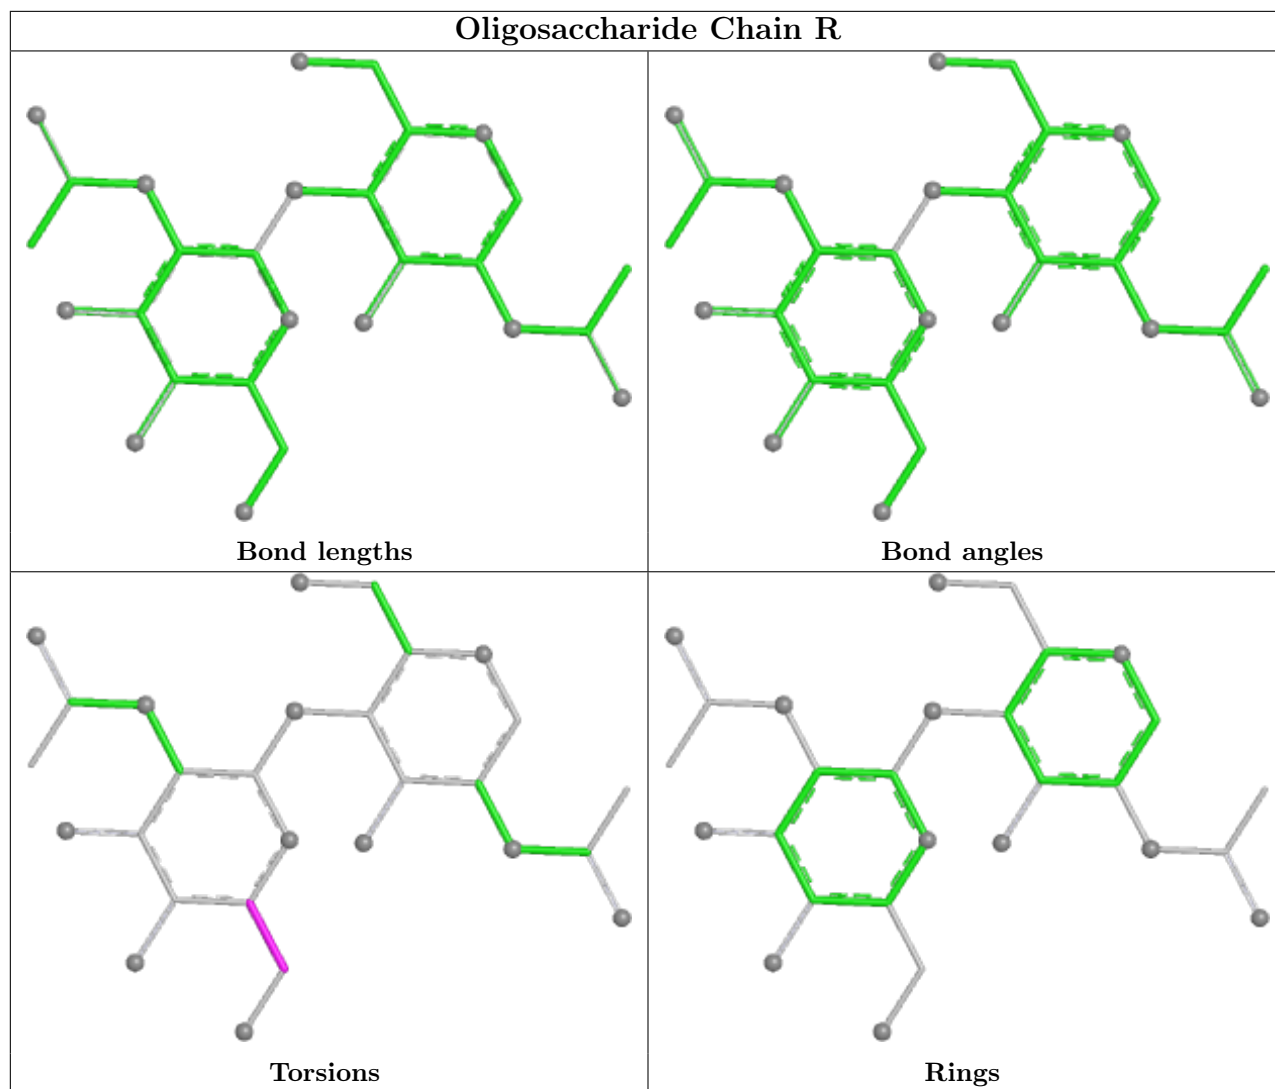 Oligosaccharide Chain R
Bond lengths
Bond angles
Torsions
Rings